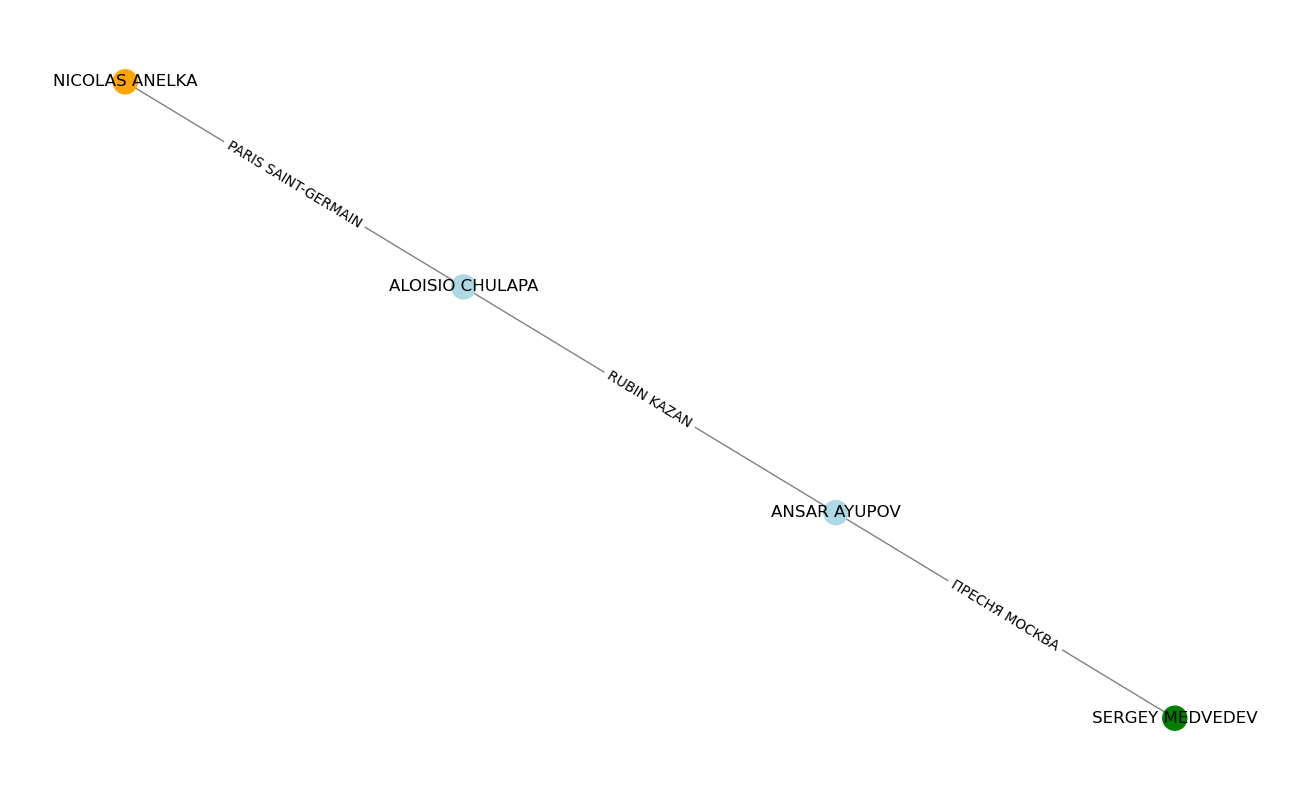 NICOLAS ANELKA
PARIS SAINT-GERMAIN
ALOISIO CHULAPA
RUBIN KAZAN
ANSAR AYUPOV
ПРЕСНЯ МОСКВА
SERGEY MEDVEDEV